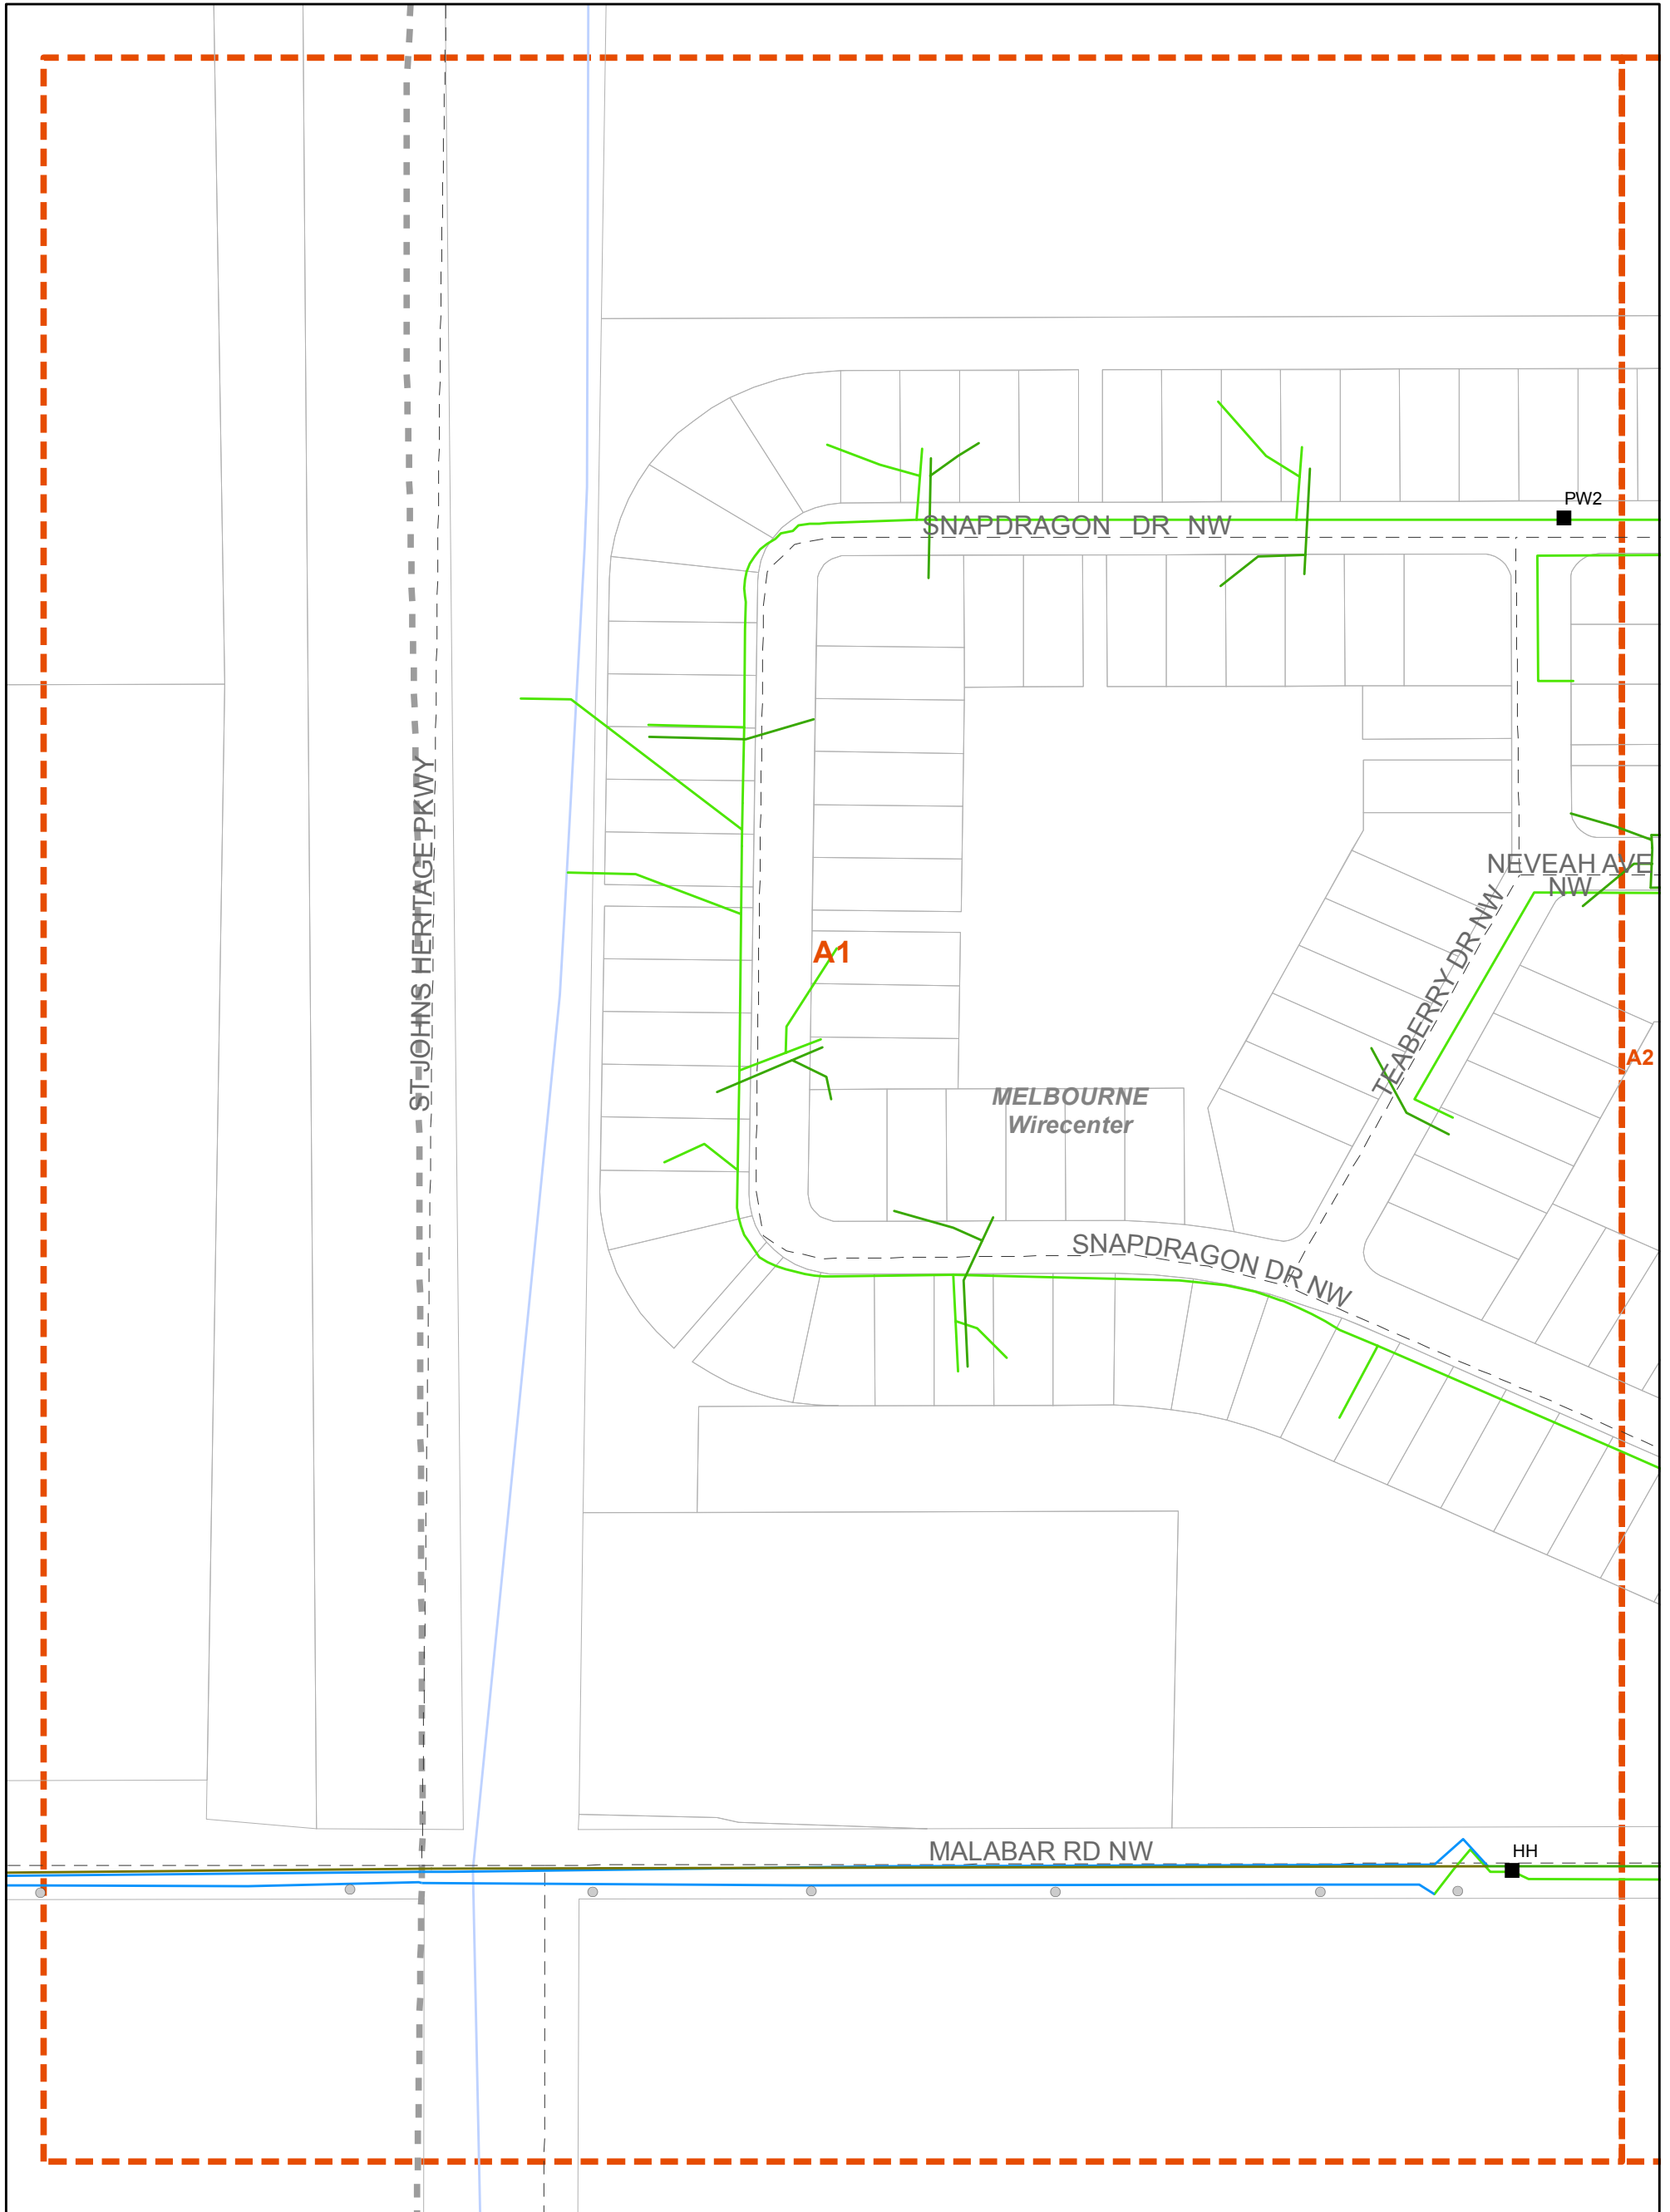 PW2
SNAPDRAGON DR NW
ST JOHNS HERITAGE PKWY
NEVEAH AVE
NW
TEABERRY DR NW
A1
A2
MELBOURNE
Wirecenter
SNAPDRAGON DR NW
MALABAR RD NW
HH